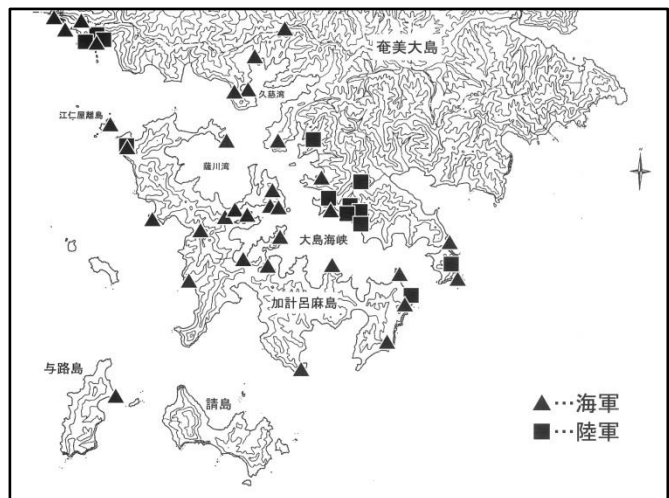 奄美大島
久慈湾
江仁屋離島
薩川湾
大島海峡
加計呂麻島
与路島
請島
▲…海軍
■…陸軍